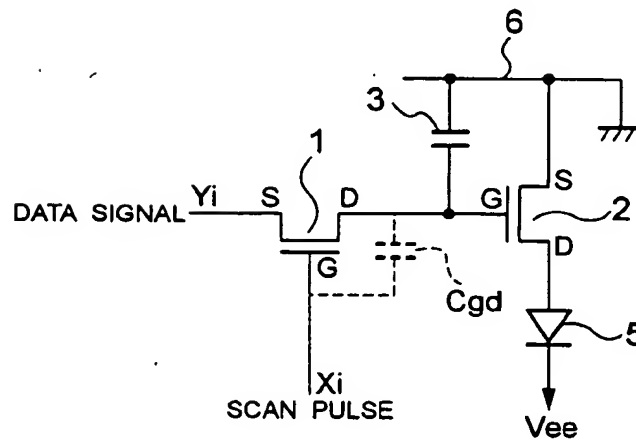 6
3
1
Yi S D G S 2
DATA SIGNAL
G D
Cgd
5
Xi
SCAN PULSE
Vee